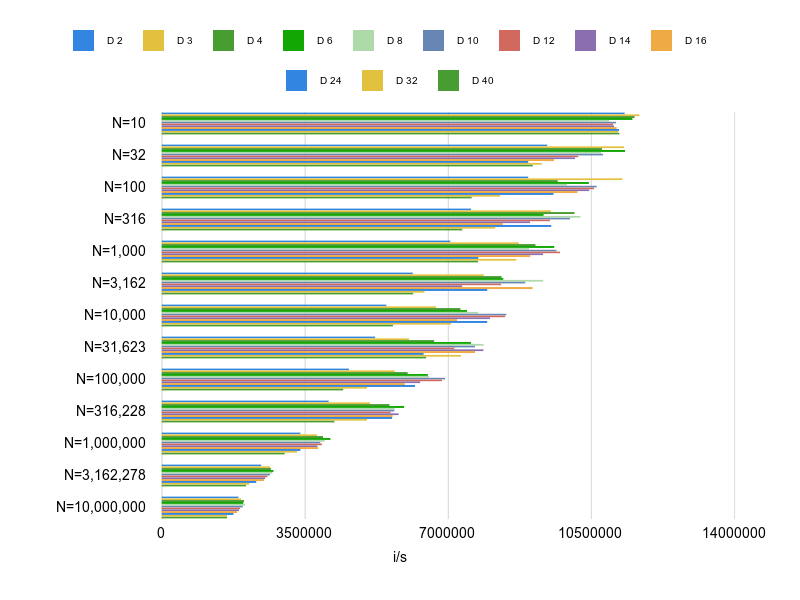 D 2 D 3 D 4 D 6 D 8 D 10 D 12 D 14 D 16
D 24 D 32 D 40
N=10
N=32
N=100
N=316
N=1,000
N=3,162
N=10,000
N=31,623
N=100,000
N=316,228
N=1,000,000
N=3,162,278
N=10,000,000
0 3500000 7000000 10500000 14000000
i/s